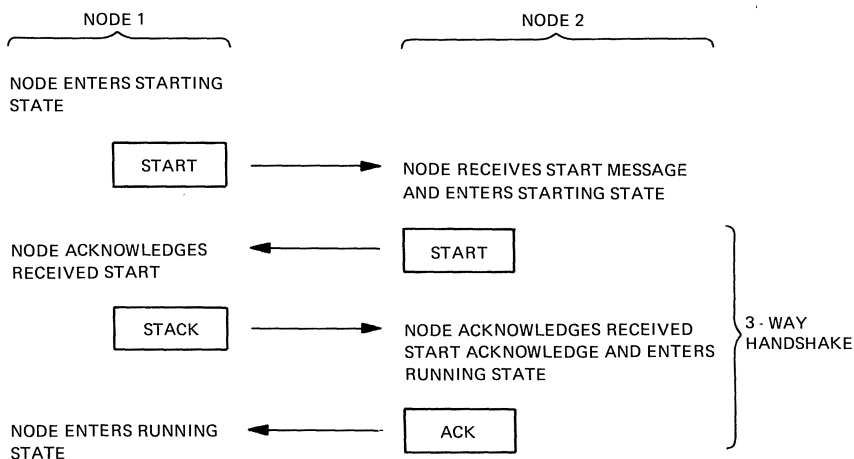 NODE 1
NODE 2
NODE ENTERS STARTING
STATE
START
NODE RECEIVES START MESSAGE
AND ENTERS STARTING STATE
NODE ACKNOWLEDGES
RECEIVED START
START
STACK
NODE ACKNOWLEDGES RECEIVED
START ACKNOWLEDGE AND ENTERS
RUNNING STATE
3 - WAY
HANDSHAKE
NODE ENTERS RUNNING
STATE
ACK